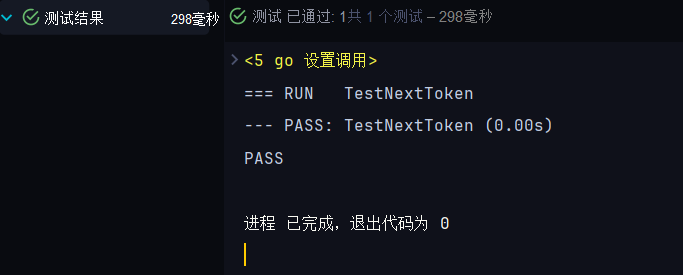 测试结果 298毫秒
测试 已通过: 1共 1 个测试 – 298毫秒
<5 go 设置调用>
=== RUN   TestNextToken
--- PASS: TestNextToken (0.00s)
PASS
进程 已完成，退出代码为 0